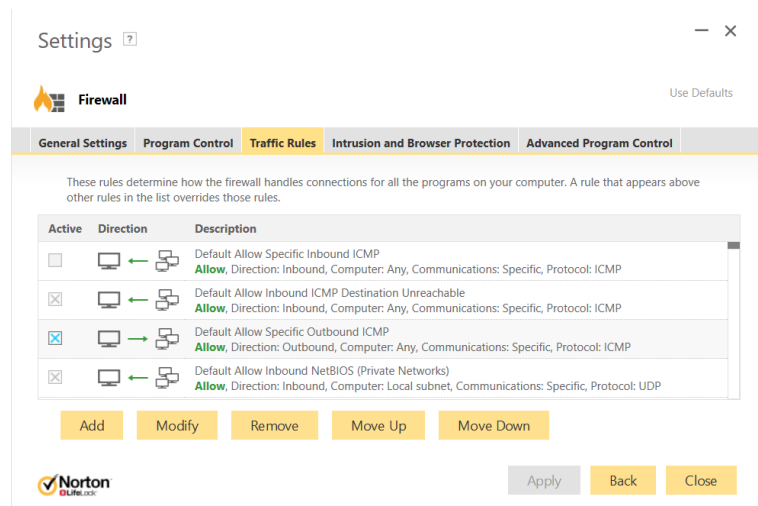 Settings ?
Firewall
Use Defaults
General Settings Program Control Traffic Rules Intrusion and Browser Protection Advanced Program Control
These rules determine how the firewall handles connections for all the programs on your computer. A rule that appears above
other rules in the list overrides those rules.
Active Direction Description
Default Allow Specific Inbound ICMP
Allow, Direction: Inbound, Computer: Any, Communications: Specific, Protocol: ICMP
Default Allow Inbound ICMP Destination Unreachable
Allow, Direction: Inbound, Computer: Any, Communications: Specific, Protocol: ICMP
Default Allow Specific Outbound ICMP
Allow, Direction: Outbound, Computer: Any, Communications: Specific, Protocol: ICMP
Default Allow Inbound NetBIOS (Private Networks)
Allow, Direction: Inbound, Computer: Local subnet, Communications: Specific, Protocol: UDP
Add Modify Remove Move Up Move Down
Norton
LifeLock
Apply Back Close